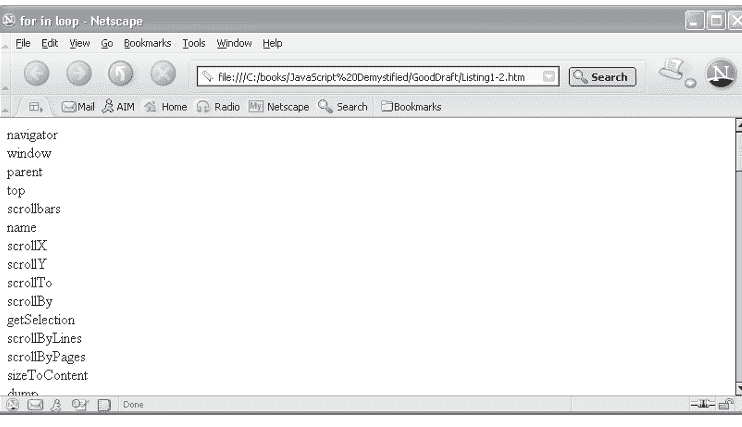 for in loop - Netscape
File Edit View Go Bookmarks Tools Window Help
file:///C:/books/JavaScript%20Demystified/GoodDraft/Listing1-2.htm Search N
Mail AIM Home Radio My Netscape Search Bookmarks
navigator
window
parent
top
scrollbars
name
scrollX
scrollY
scrollTo
scrollBy
getSelection
scrollByLines
scrollByPages
sizeToContent
dump
Done